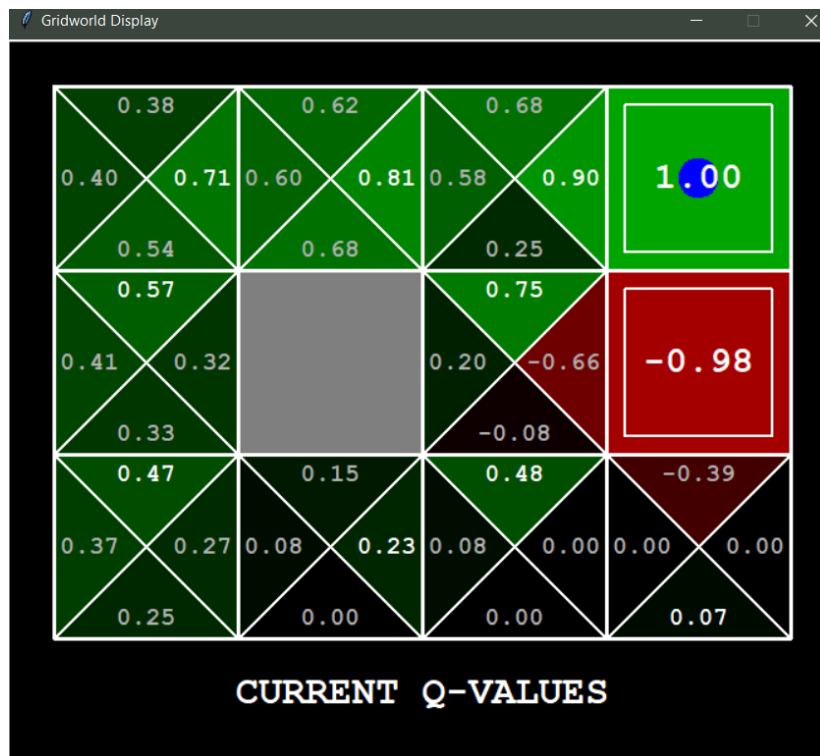 Gridworld Display
0.38 0.62 0.68
0.40 0.71 0.60 0.81 0.58 0.90 1.00
0.54 0.68 0.25
0.57 0.75
0.41 0.32 0.20 -0.66 -0.98
0.33 -0.08
0.47 0.15 0.48 -0.39
0.37 0.27 0.08 0.23 0.08 0.00 0.00 0.00
0.25 0.00 0.00 0.07
CURRENT Q-VALUES